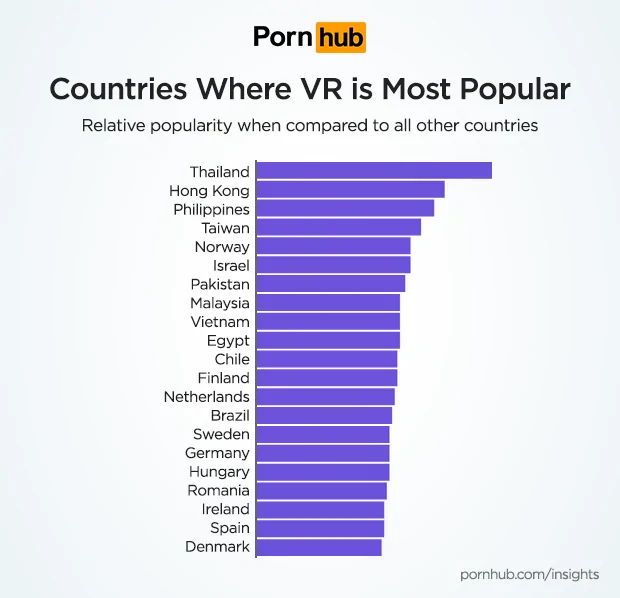 Pornhub
Countries Where VR is Most Popular
Relative popularity when compared to all other countries
Thailand
Hong Kong
Philippines
Taiwan
Norway
Israel
Pakistan
Malaysia
Vietnam
Egypt
Chile
Finland
Netherlands
Brazil
Sweden
Germany
Hungary
Romania
Ireland
Spain
Denmark
pornhub.com/insights